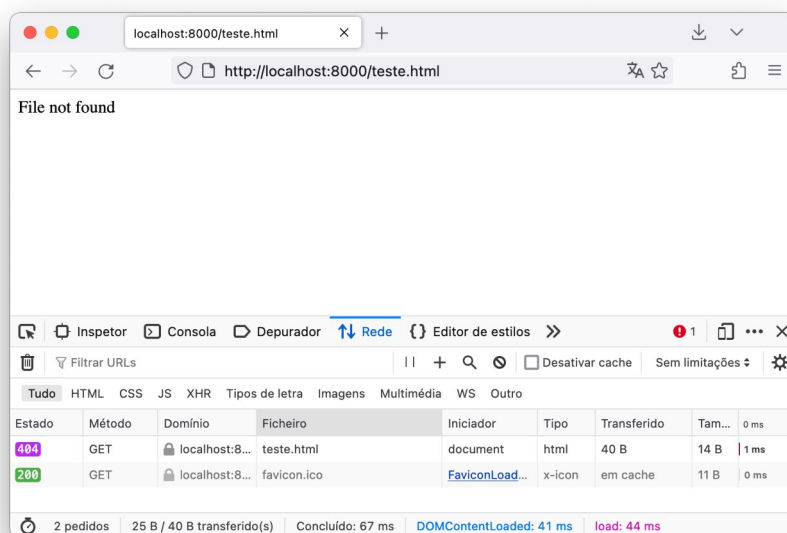 localhost:8000/teste.html
http://localhost:8000/teste.html
File not found
Inspetor Consola Depurador Rede Editor de estilos 1
Filtrar URLs Desativar cache Sem limitações
Tudo HTML CSS JS XHR Tipos de letra Imagens Multimédia WS Outro
Estado Método Domínio Ficheiro Iniciador Tipo Transferido Tam... 0 ms
404 GET localhost:8... teste.html document html 40 B 14 B 1 ms
200 GET localhost:8... favicon.ico FaviconLoad... x-icon em cache 11 B 0 ms
2 pedidos 25 B / 40 B transferido(s) Concluído: 67 ms DOMContentLoaded: 41 ms load: 44 ms